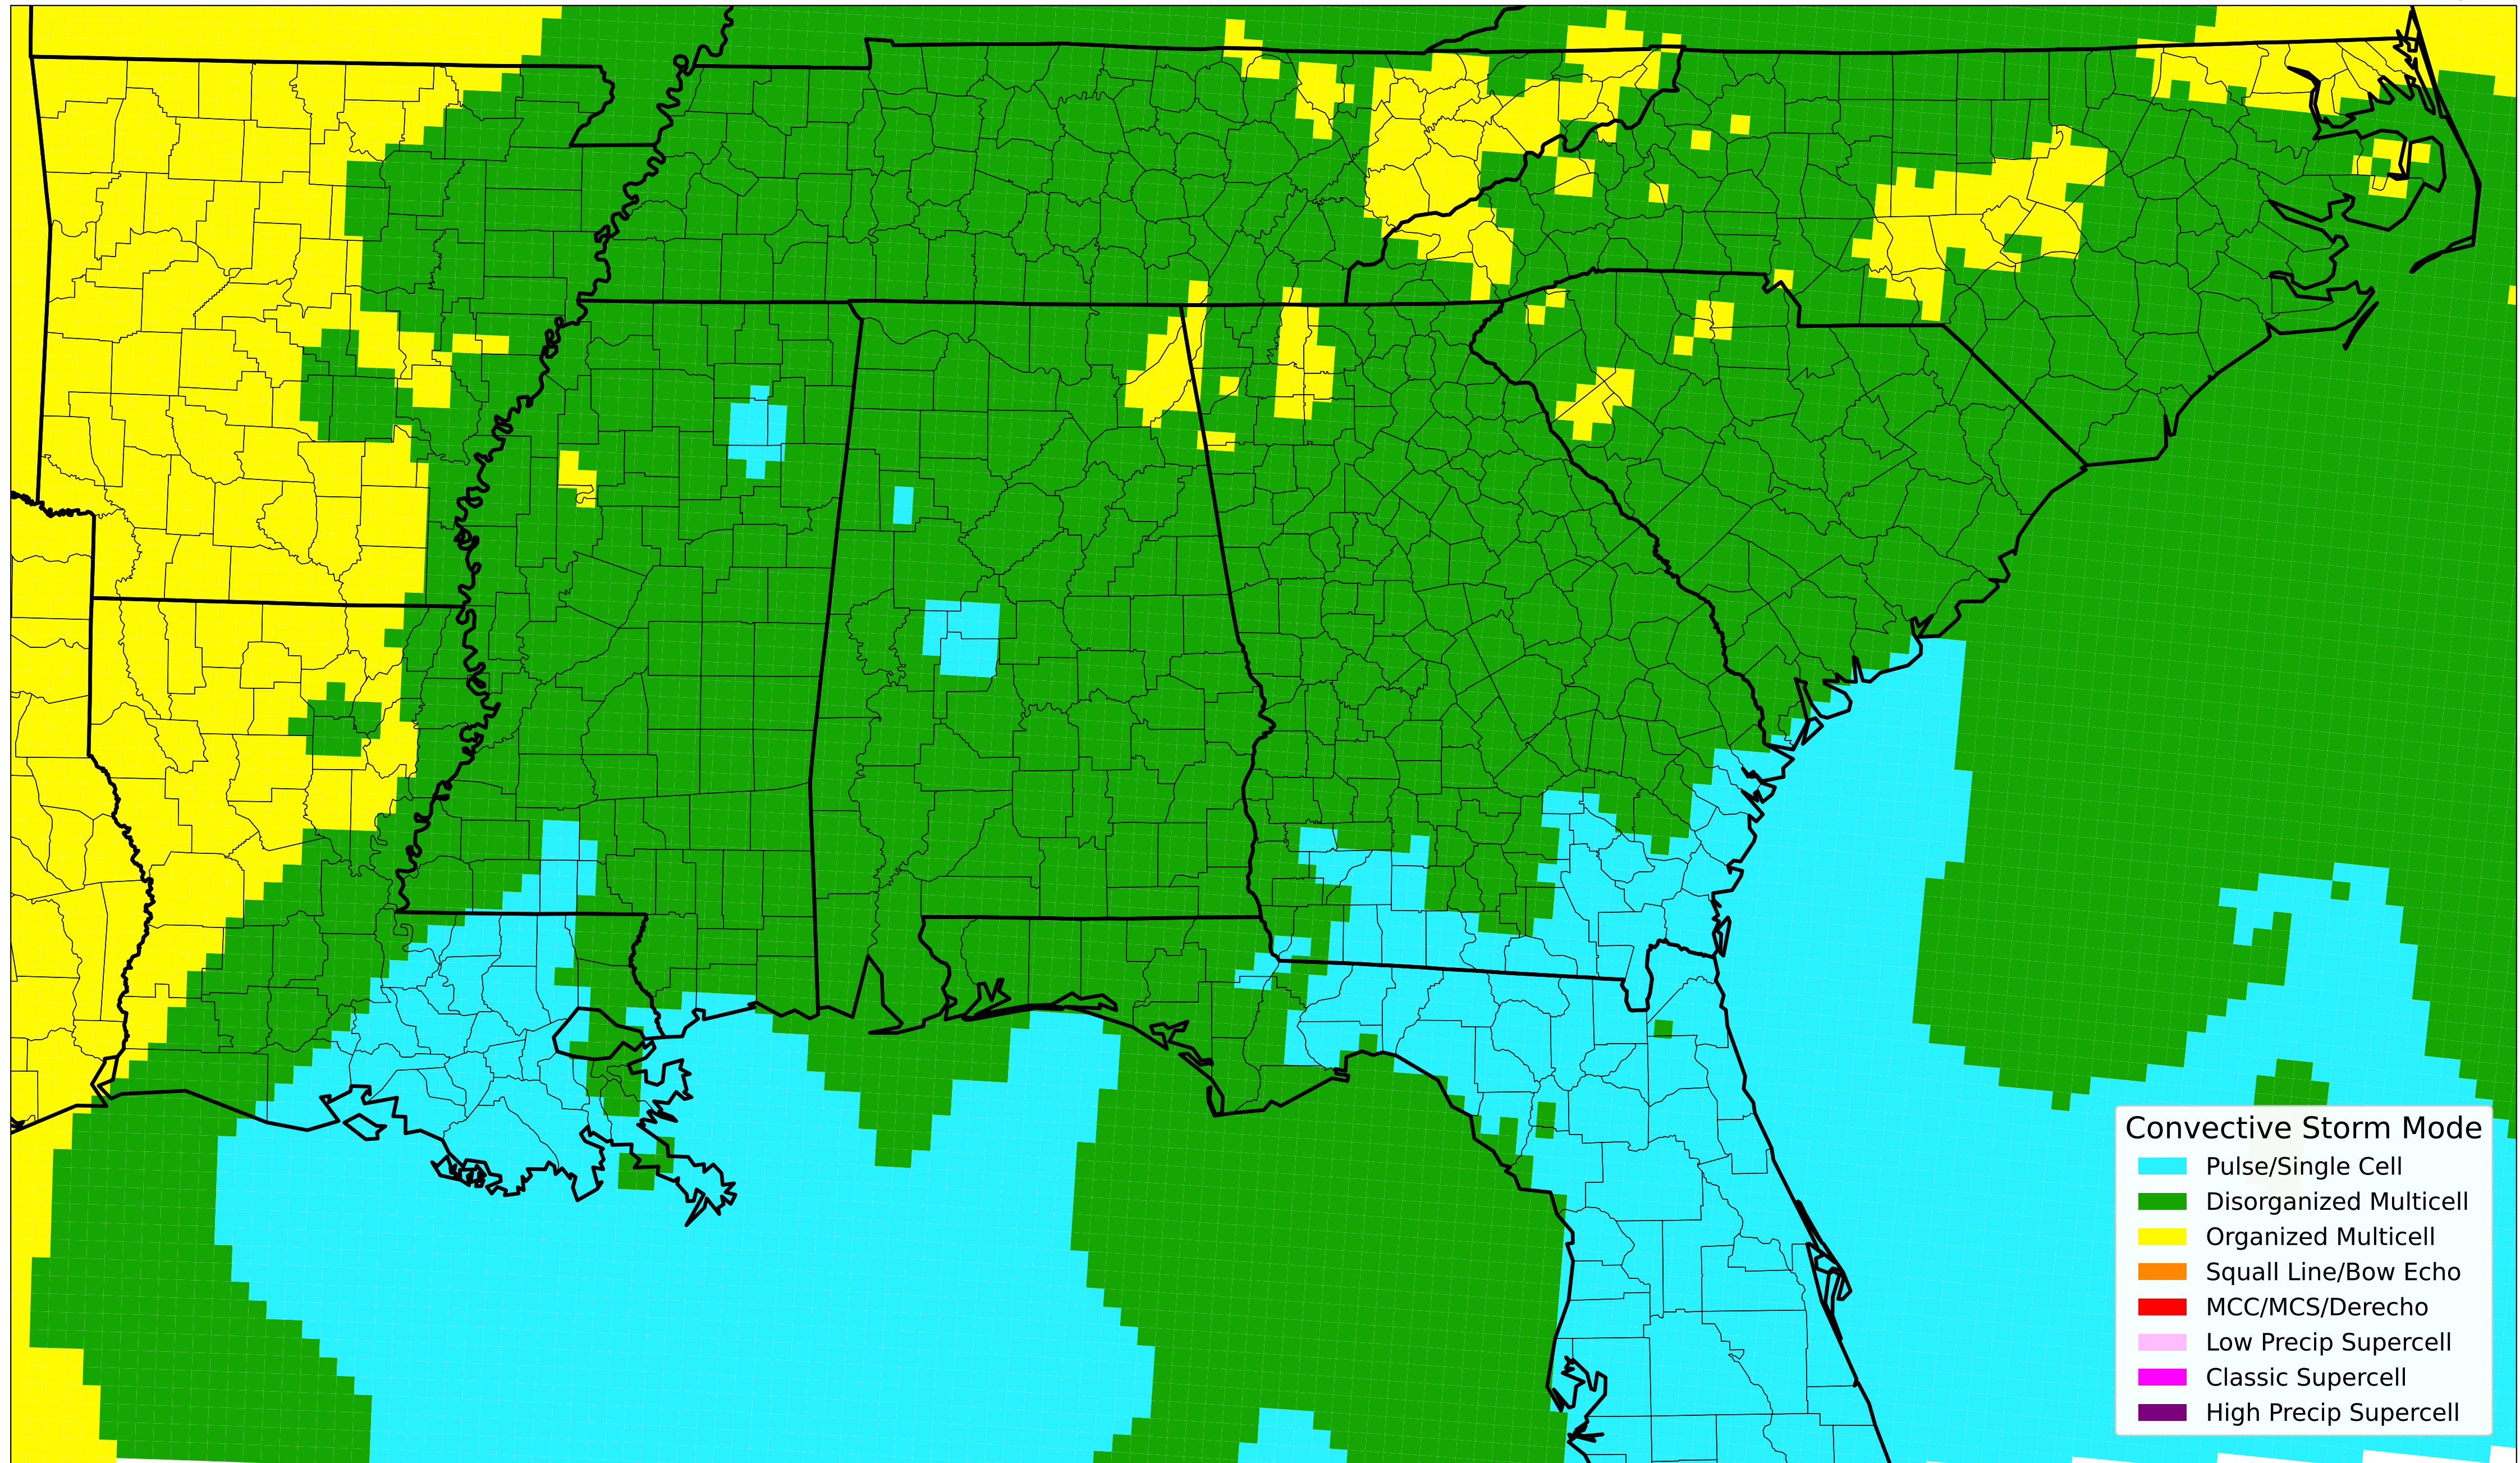 Convective Storm Mode
Pulse/Single Cell
Disorganized Multicell
Organized Multicell
Squall Line/Bow Echo
MCC/MCS/Derecho
Low Precip Supercell
Classic Supercell
High Precip Supercell